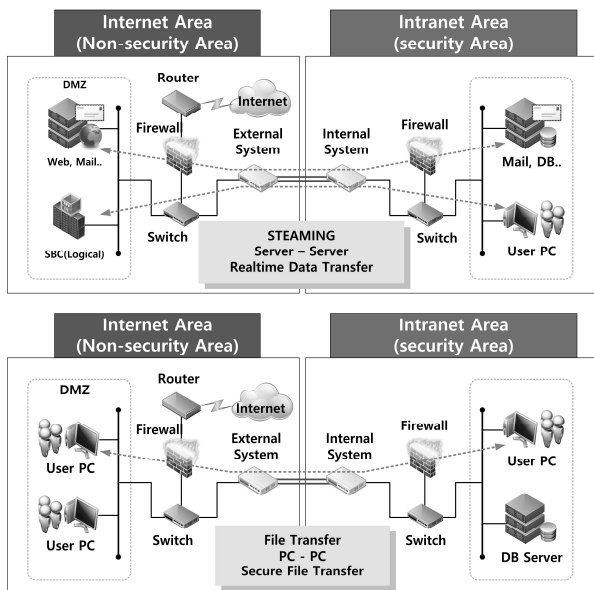 Internet Area
(Non-security Area)
Intranet Area
(security Area)
DMZ
Router
Internet
Firewall
External
System
Internal
System
Firewall
Web, Mail..
Mail, DB..
SBC(Logical)
Switch
Switch
User PC
STEAMING
Server – Server
Realtime Data Transfer
Internet Area
(Non-security Area)
Intranet Area
(security Area)
DMZ
Router
Internet
Firewall
External
System
Internal
System
Firewall
User PC
User PC
User PC
Switch
Switch
DB Server
File Transfer
PC - PC
Secure File Transfer